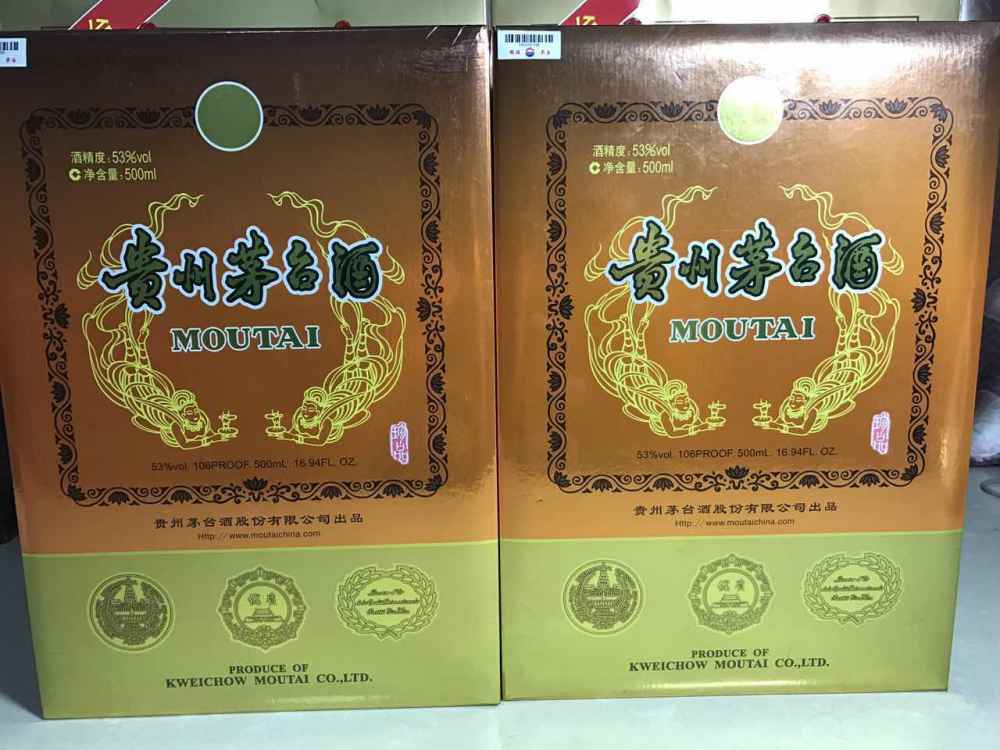 酒精度:53%vol
C净含量:500ml
贵州茅台酒
MOUTAI
53%vol. 106PROOF. 500mL. 16.94FL. OZ.
贵州茅台酒股份有限公司出品
Http://www.moutaichina.com
PRODUCE OF
KWEICHOW MOUTAI CO.,LTD.
酒精度:53%vol
C净含量:500ml
贵州茅台酒
MOUTAI
53%vol. 106PROOF. 500mL. 16.94FL. OZ.
贵州茅台酒股份有限公司出品
Http://www.moutaichina.com
PRODUCE OF
KWEICHOW MOUTAI CO.,LTD.